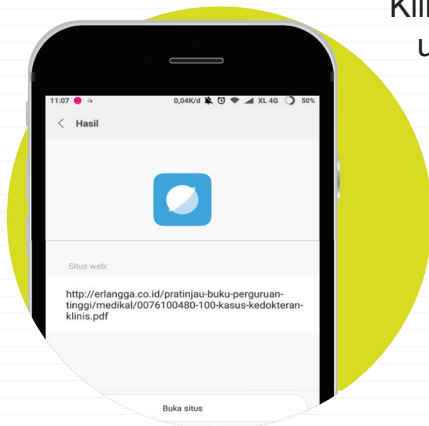 Klii
u
11:07 0,04K/d XL 4G 50%
Hasil
Situs web:
http://erlangga.co.id/pratinjau-buku-perguruan-
tinggi/medikal/0076100480-100-kasus-kedokteran-
klinis.pdf
Buka situs